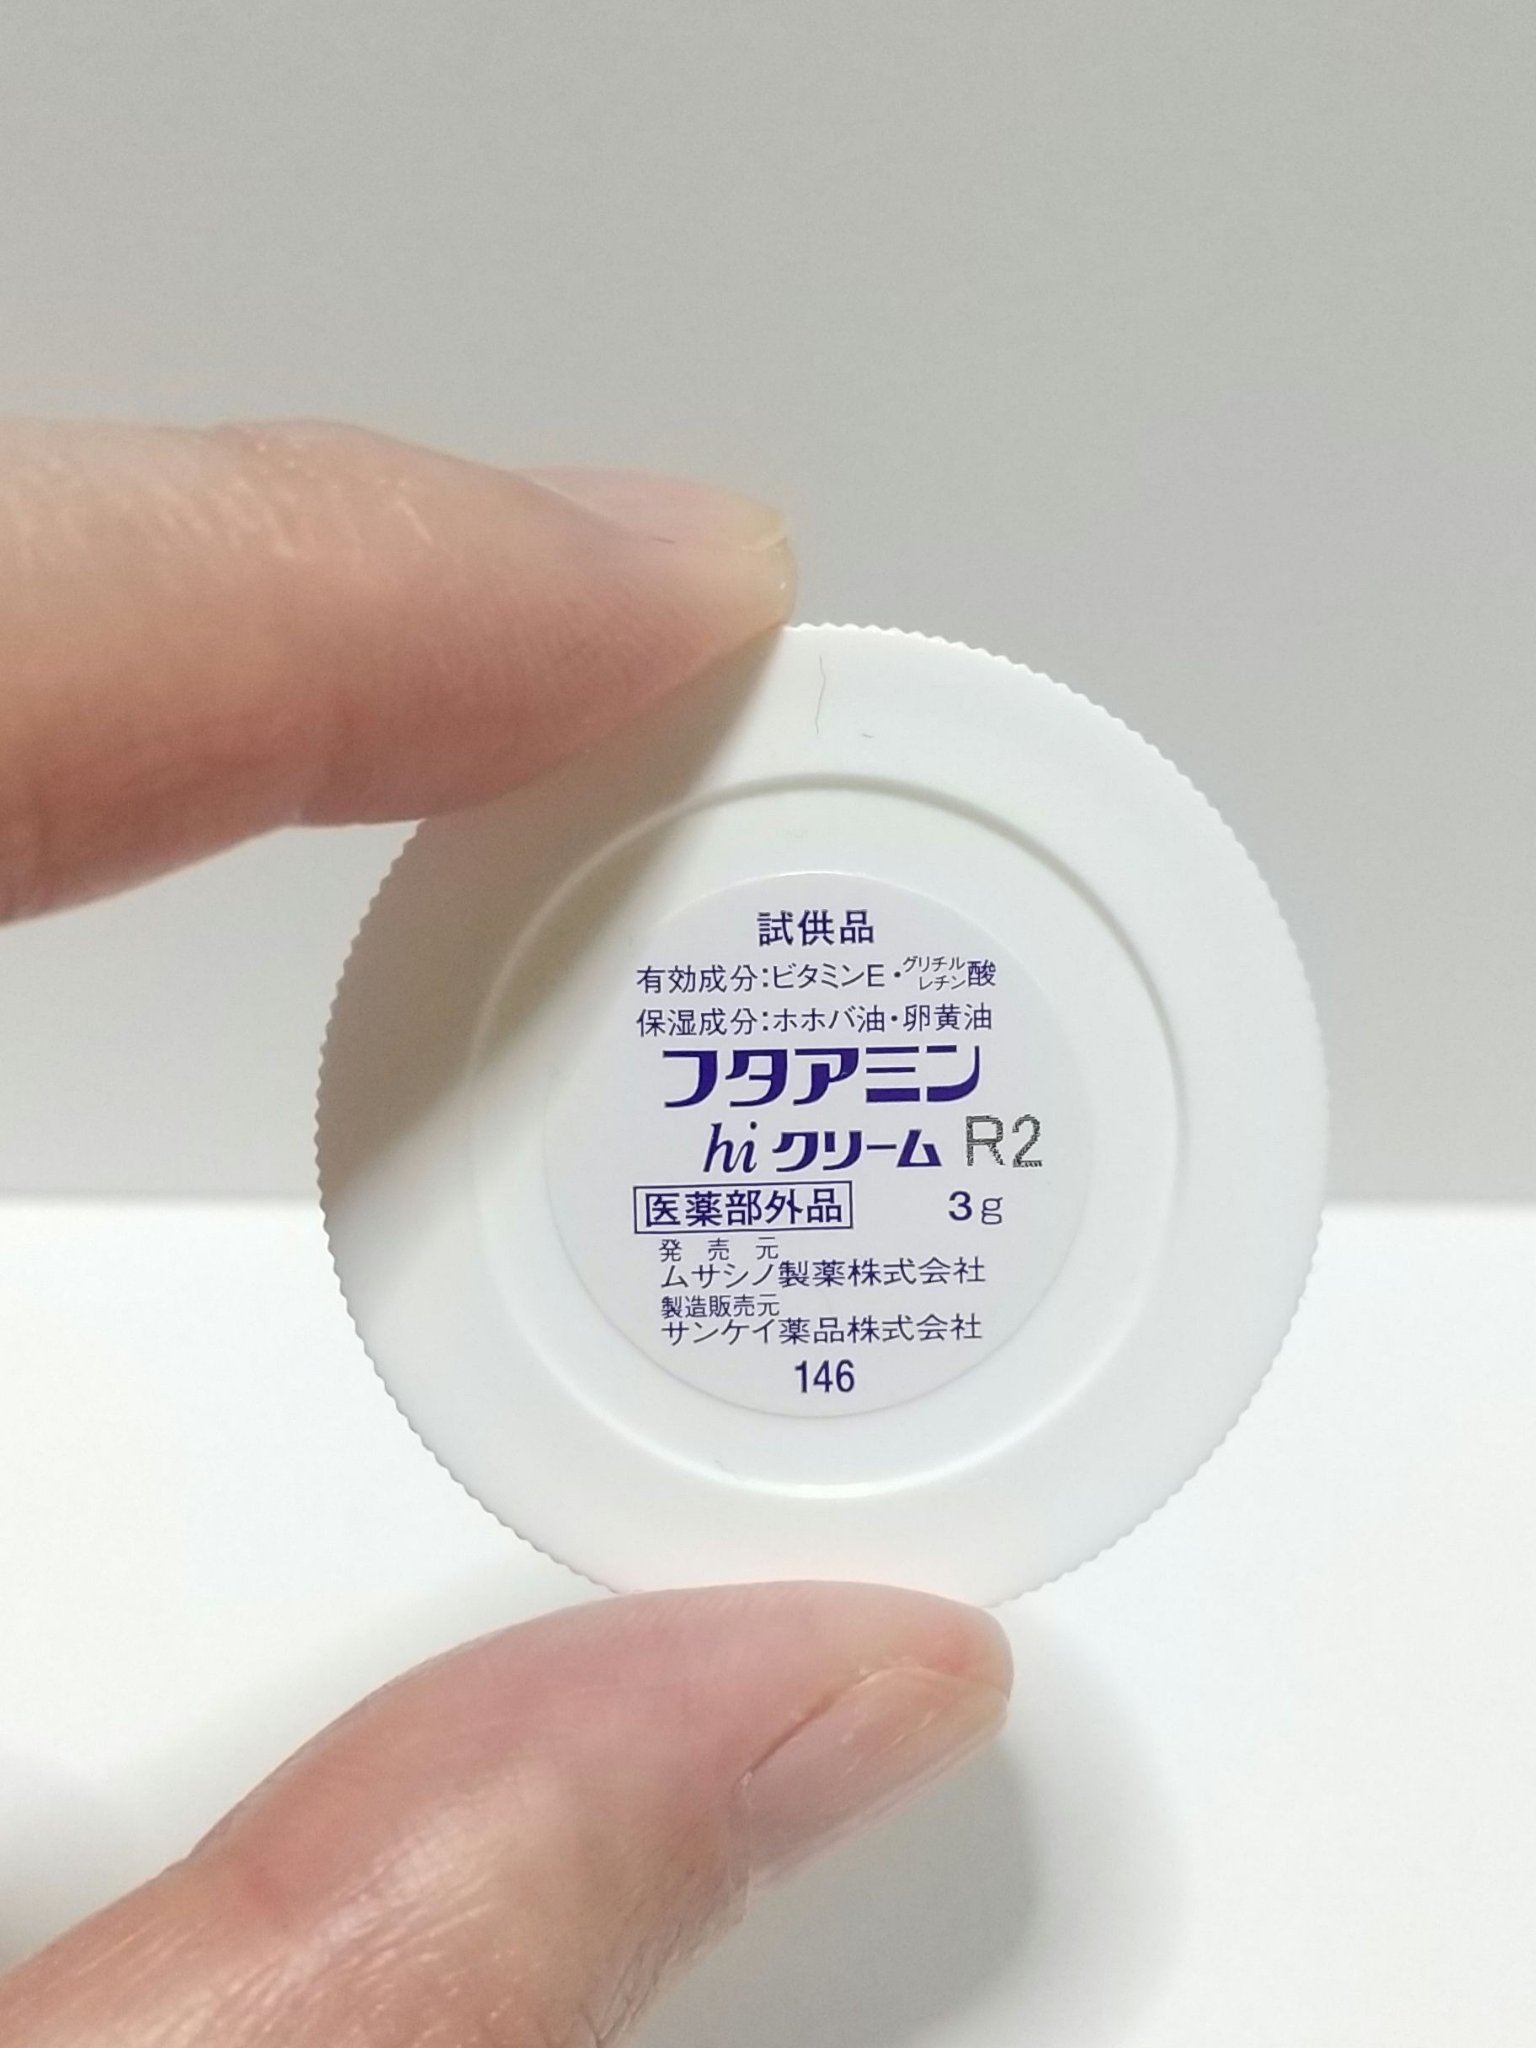 試供品
有効成分：ビタミンE・グリチルレチン酸
保湿成分：ホホバ油・卵黄油
フタアミン
hiクリーム R2
医薬部外品 3g
発売元
ムサシノ製薬株式会社
製造販売元
サンケイ薬品株式会社
146